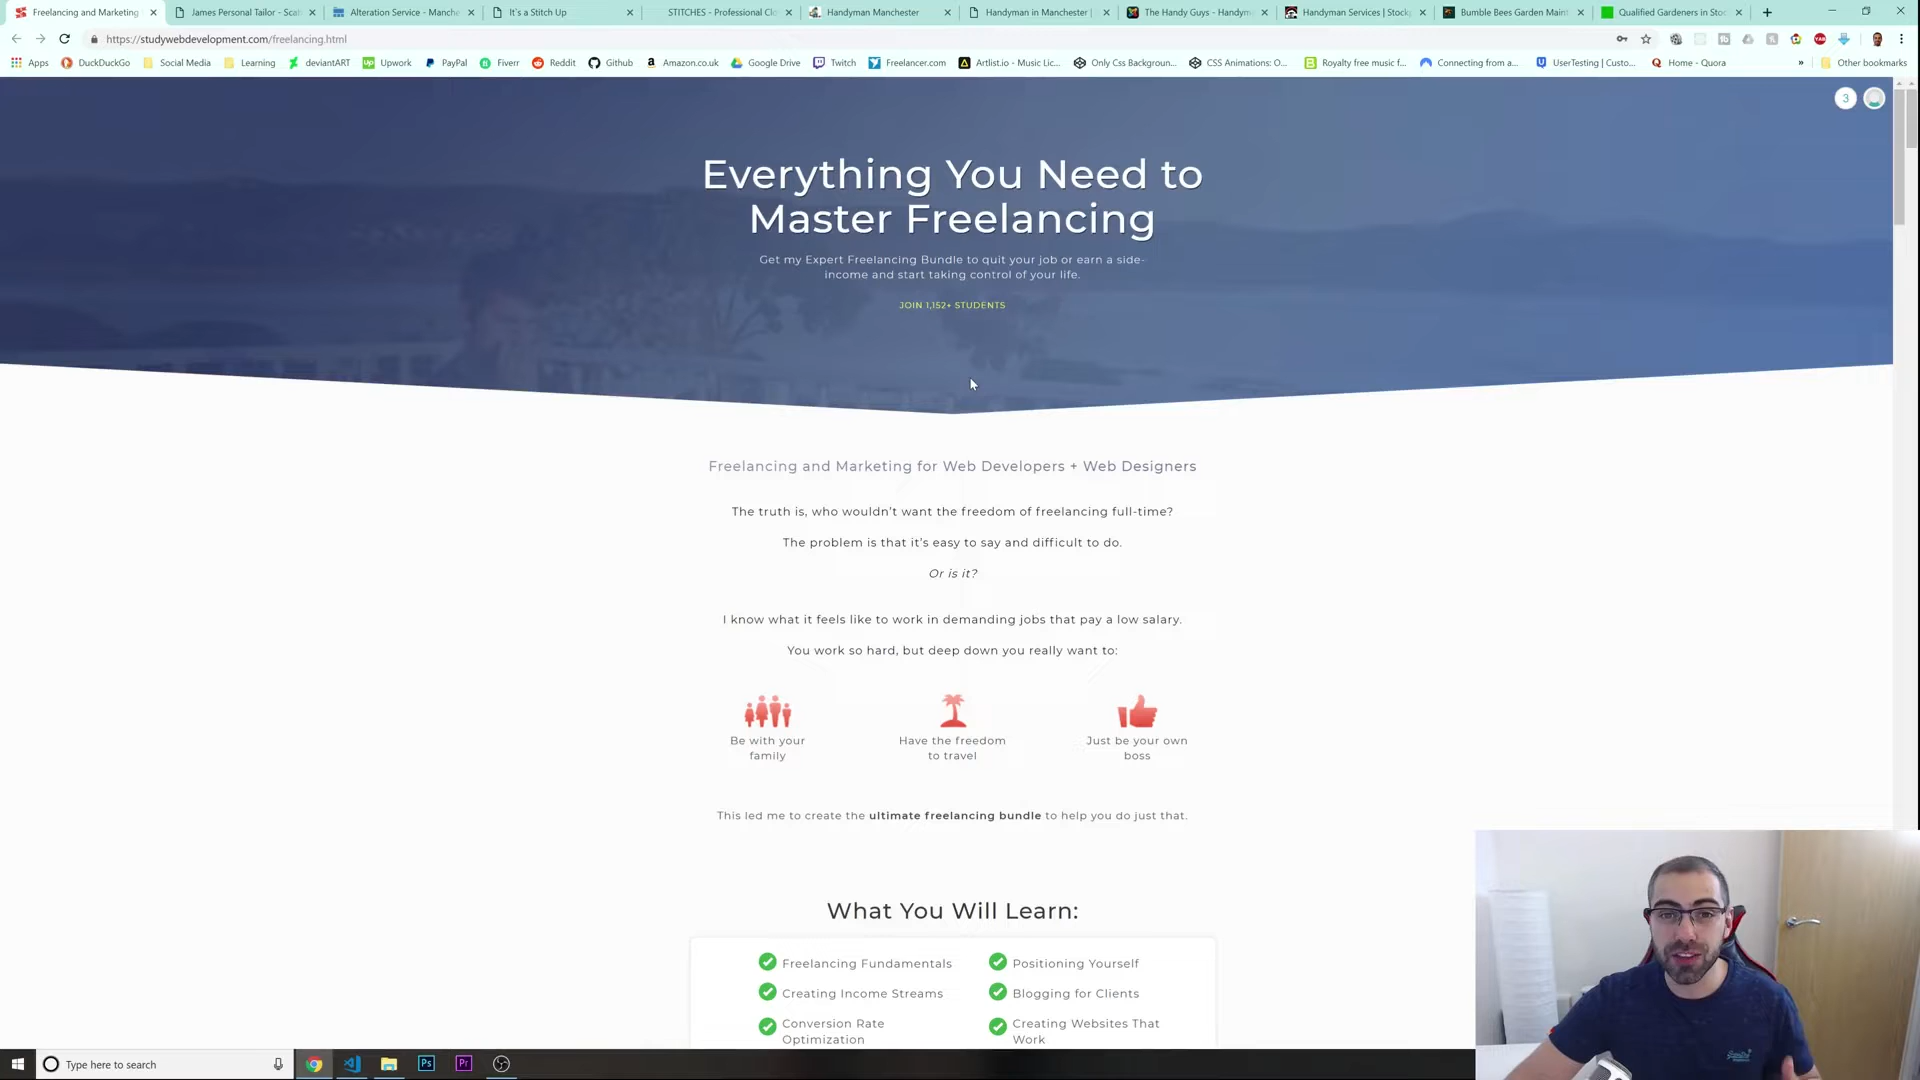 Freelancing and Marketing
James Personal Tailor - Scat
Alteration Service - Manche
It's a Stitch Up
STITCHES - Professional Clo
Handyman Manchester
Handyman in Manchester |
The Handy Guys - Handym
Handyman Services | Stockp
Bumble Bees Garden Maint
Qualified Gardeners in Stoc
https://studywebdevelopment.com/freelancing.html
Apps
DuckDuckGo
Social Media
Learning
deviantART
Upwork
PayPal
Fiverr
Reddit
Github
Amazon.co.uk
Google Drive
Twitch
Freelancer.com
Artlist.io - Music Lic...
Only Css Backgroun...
CSS Animations: O...
Royalty free music f...
Connecting from a...
UserTesting | Custo...
Home - Quora
»
Other bookmarks
3
Everything You Need to
Master Freelancing
Get my Expert Freelancing Bundle to quit your job or earn a side-
income and start taking control of your life.
JOIN 1,152+ STUDENTS
Freelancing and Marketing for Web Developers + Web Designers
The truth is, who wouldn't want the freedom of freelancing full-time?
The problem is that it's easy to say and difficult to do.
Or is it?
I know what it feels like to work in demanding jobs that pay a low salary.
You work so hard, but deep down you really want to:
Be with your
family
Have the freedom
to travel
Just be your own
boss
This led me to create the ultimate freelancing bundle to help you do just that.
What You Will Learn:
Freelancing Fundamentals
Positioning Yourself
Creating Income Streams
Blogging for Clients
Conversion Rate
Optimization
Creating Websites That
Work
Type here to search
Ps
Pr